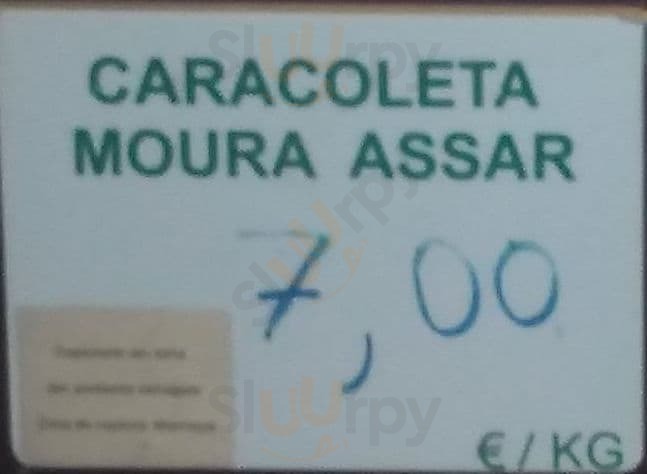 CARACOLETA
MOURA ASSAR
7,00
€/KG